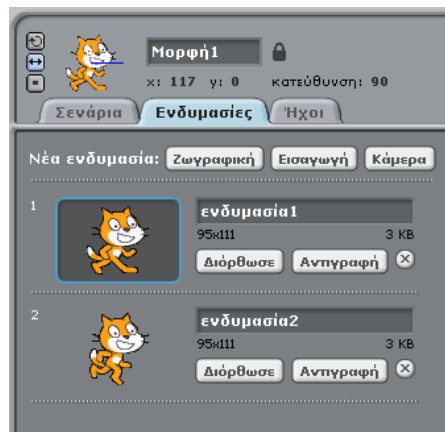 Μορφή1
x: 117 y: 0 κατεύθυνση: 90
Σενάρια Ενδυμασίες Ήχοι
Νέα ενδυμασία: Ζωγραφική Εισαγωγή Κάμερα
1 ενδυμασία1
95x111 3 KB
Διόρθωσε Αντιγραφή
2 ενδυμασία2
95x111 3 KB
Διόρθωσε Αντιγραφή